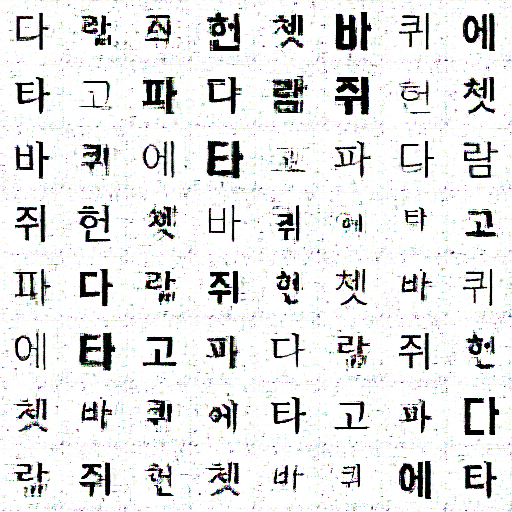 다 람 쥐 헌 쳇 바 퀴 에
타 고 파 다 람 쥐 헌 쳇
바 퀴 에 타 고 파 다 람
쥐 헌 쳇 바 퀴 에 타 고
파 다 람 쥐 헌 쳇 바 퀴
에 타 고 파 다 람 쥐 헌
쳇 바 퀴 에 타 고 파 다
람 쥐 헌 쳇 바 퀴 에 타